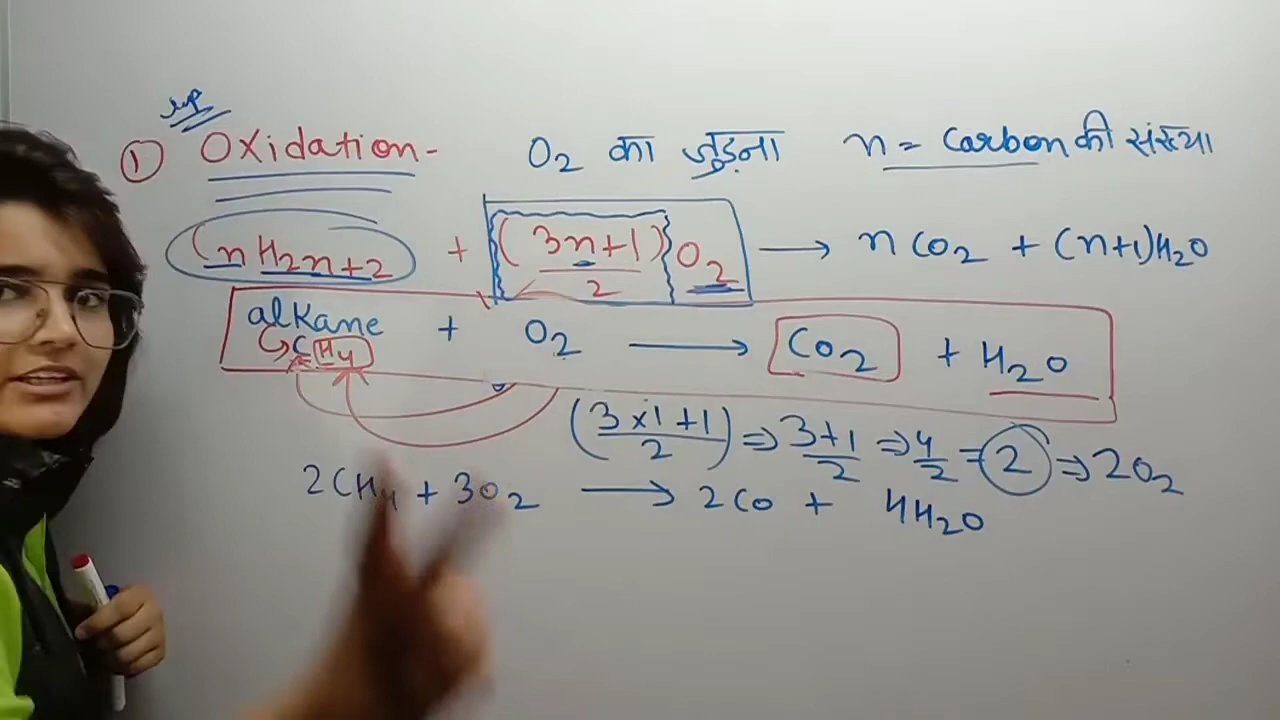 imp
① Oxidation- O2 का जुड़ना n = Carbon की संख्या
CnH2n+2 + (3n+1)/2 O2 → nCO2 + (n+1)H2O
alkane + O2 → CO2 + H2O
↳ CH4
(3×1+1)/2 ⇒ 3+1/2 ⇒ 4/2 = 2 ⇒ 2O2
2CH4 + 3O2 → 2CO + 4H2O